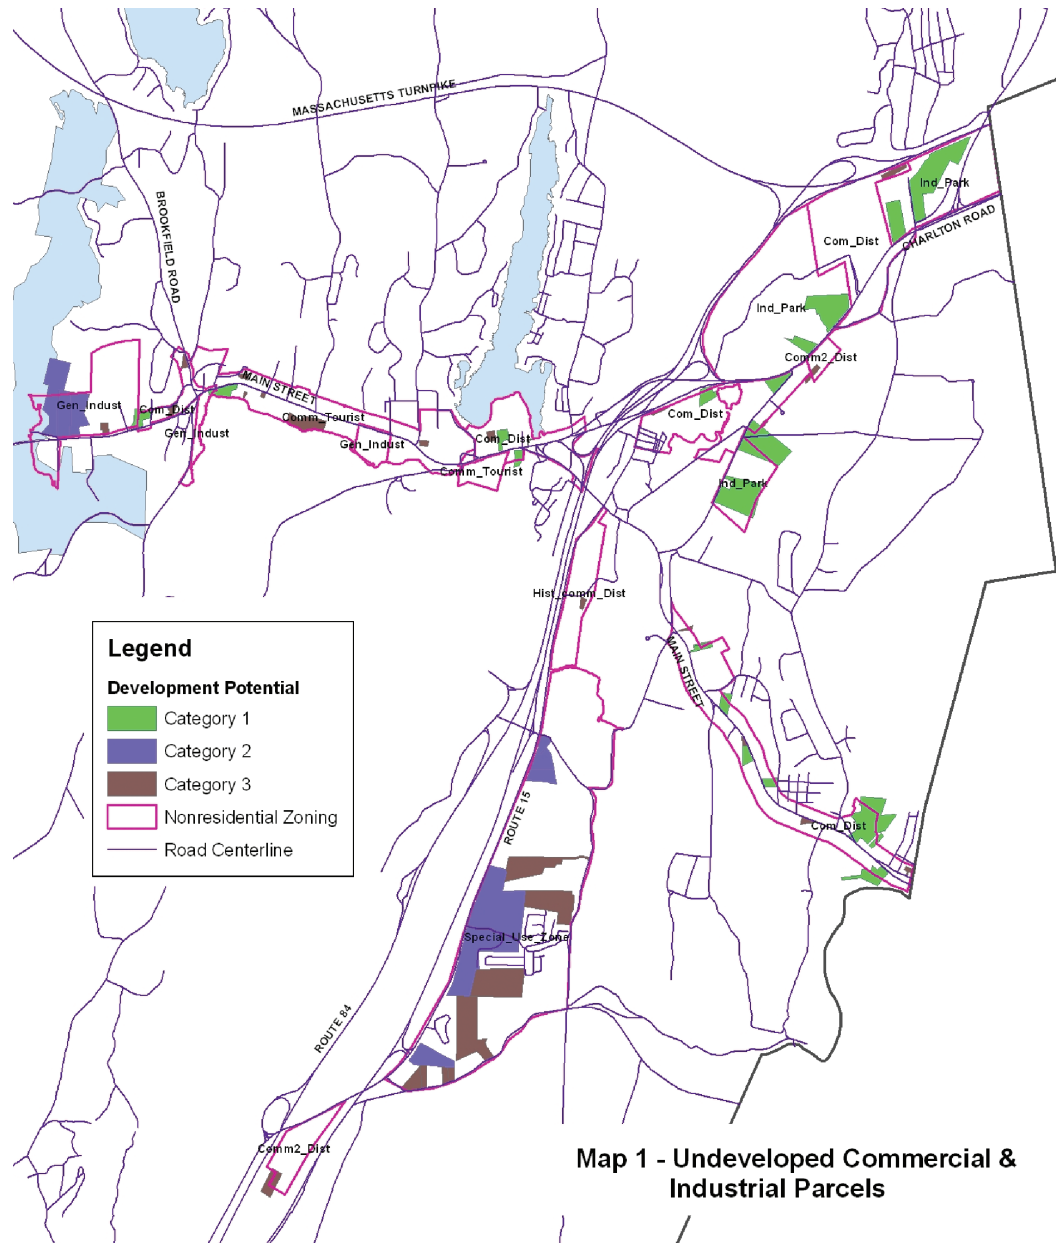 MASSACHUSETTS TURNPIKE
Ind_Park
BROOKFIELD ROAD
CHARLTON ROAD
Com_Dist
Ind_Park
Comm2_Dist
MAIN STREET
Gen_Indust
Com_Dist
Comm_Tourist
Com_Dist
Gen_Indust
Gen_Indust
Com_Dist
Comm_Tourist
Ind_Park
Hist_comm_Dist
MAIN STREET
Legend
Development Potential
Category 1
Category 2
Category 3
Nonresidential Zoning
Road Centerline
ROUTE 15
Com_Dist
Special_Use_Zone
ROUTE 84
Comm2_Dist
Map 1 - Undeveloped Commercial &
Industrial Parcels